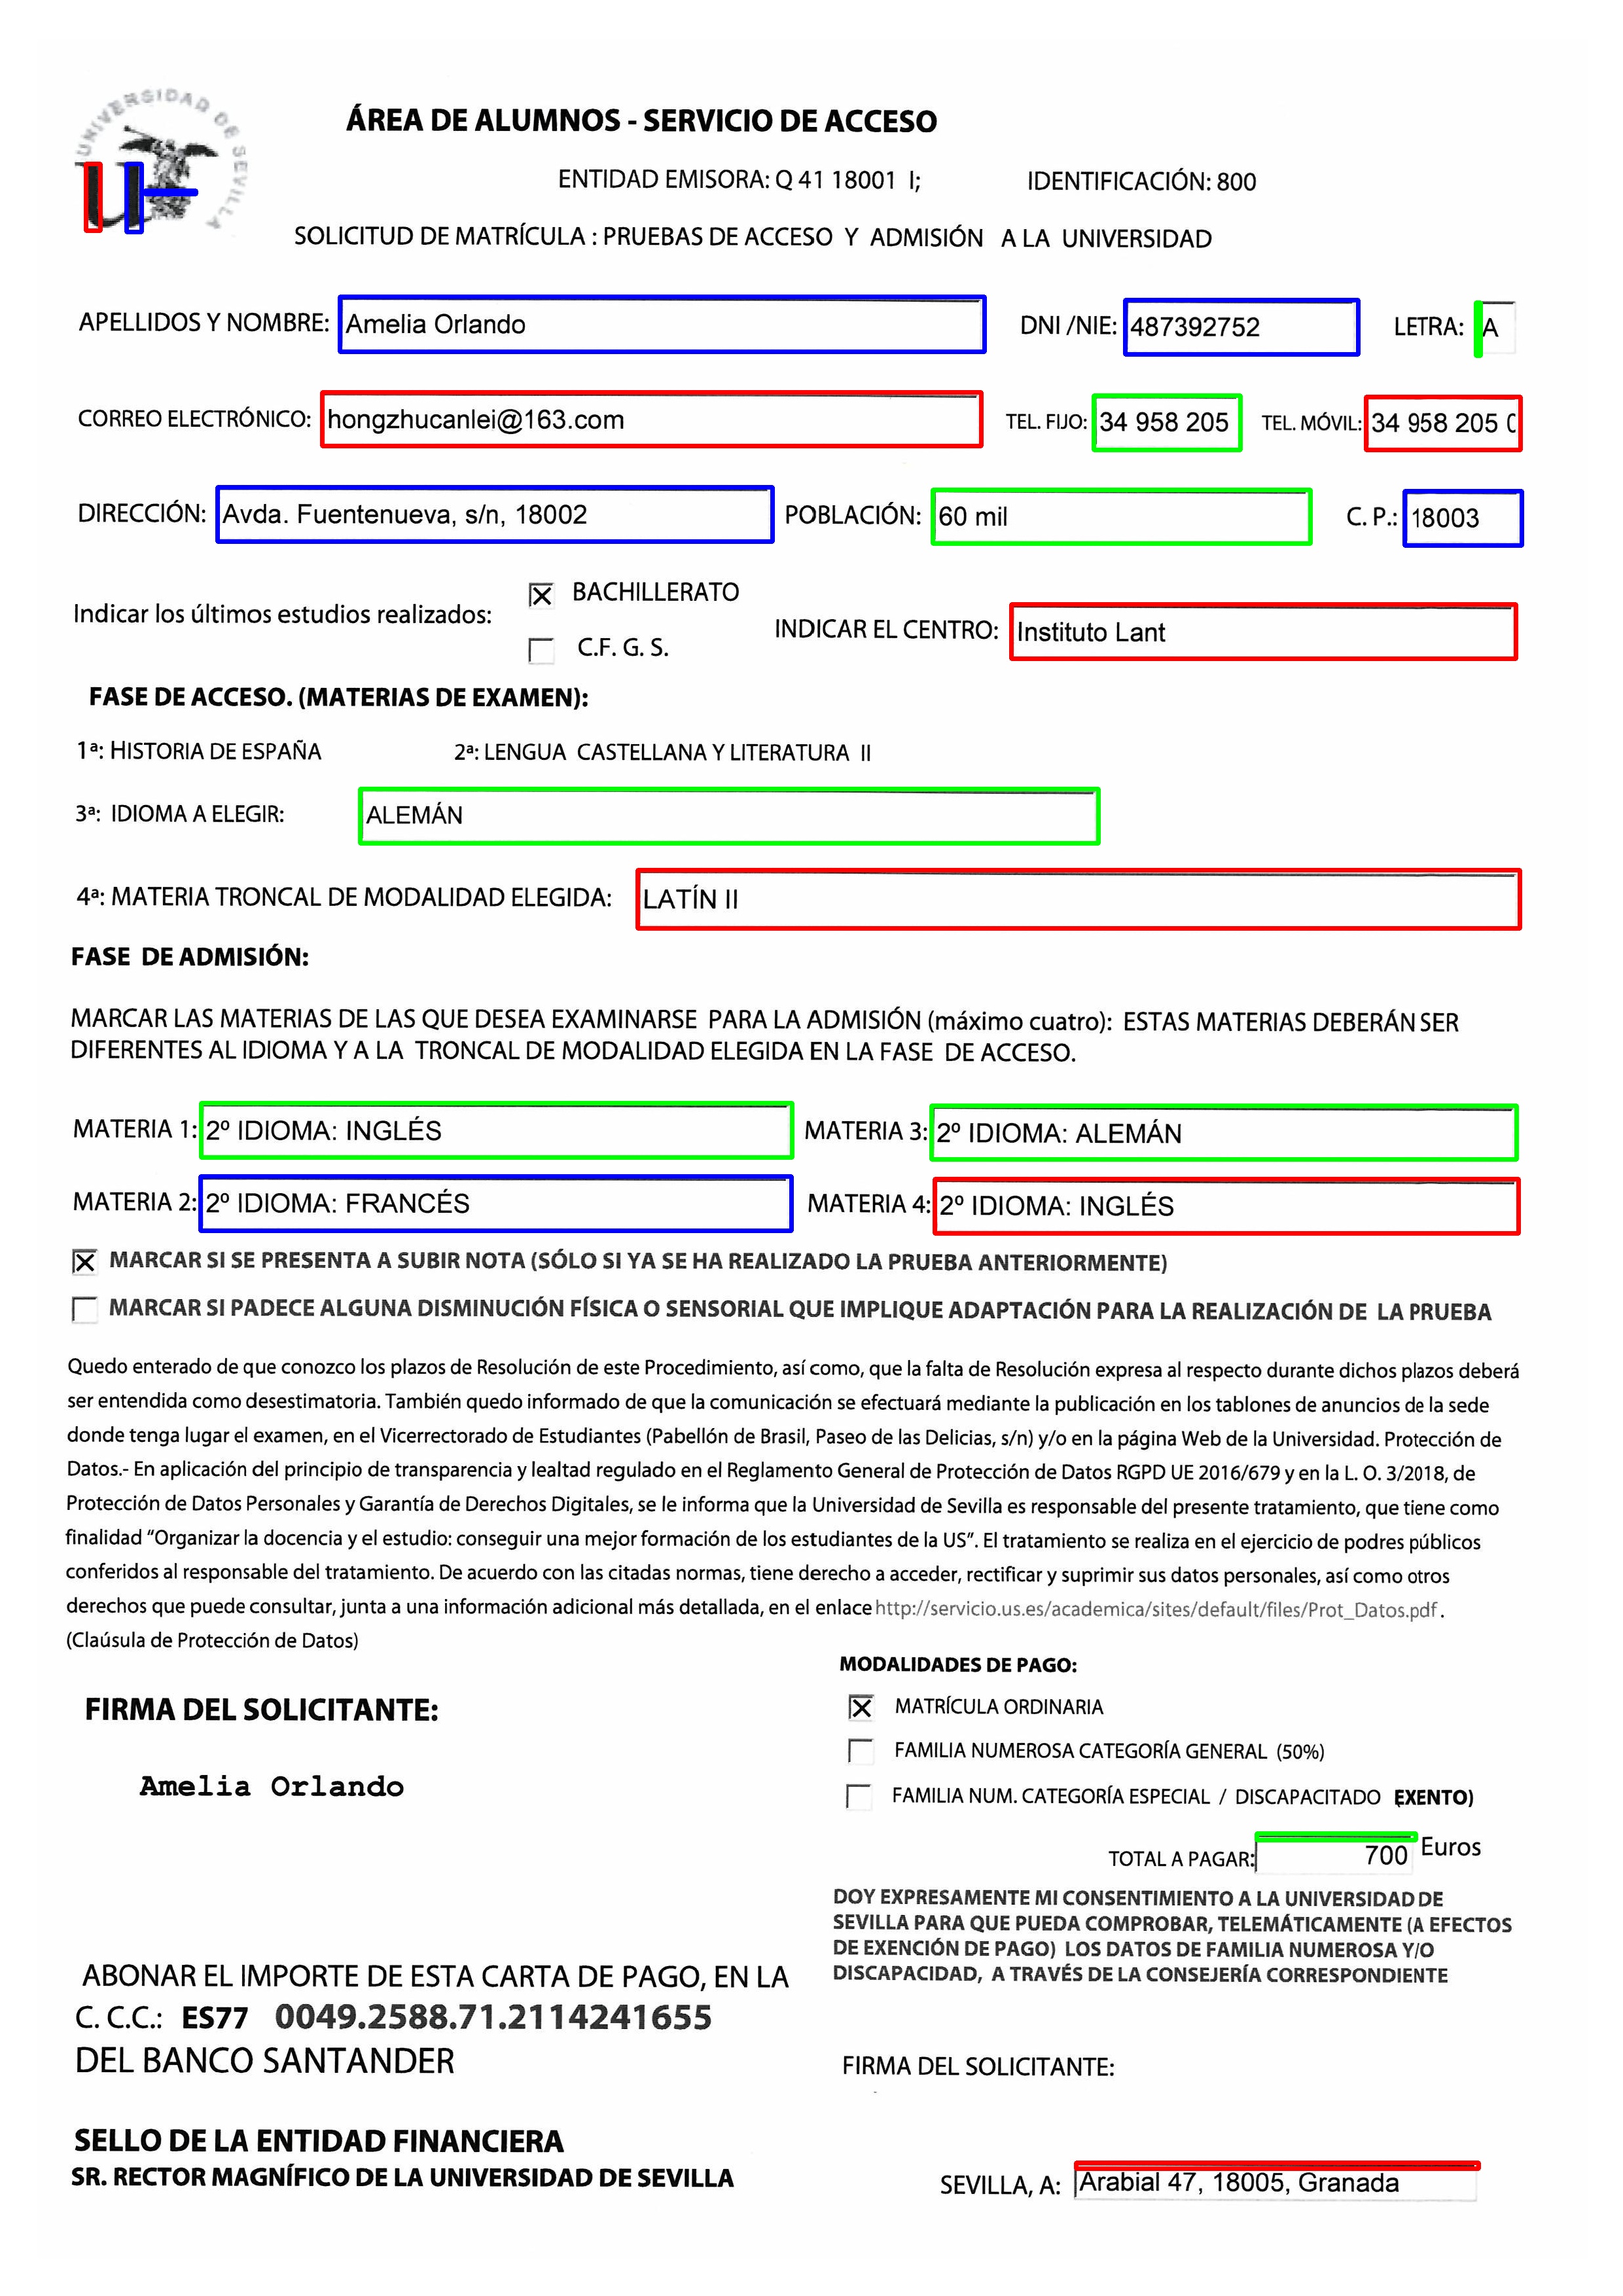 UNIVERSIDAD DE SEVILLA
ÁREA DE ALUMNOS - SERVICIO DE ACCESO
ENTIDAD EMISORA: Q 41 18001 I; IDENTIFICACIÓN: 800
SOLICITUD DE MATRÍCULA : PRUEBAS DE ACCESO Y ADMISIÓN A LA UNIVERSIDAD
APELLIDOS Y NOMBRE: Amelia Orlando DNI /NIE: 487392752 LETRA: A
CORREO ELECTRÓNICO: hongzhucanlei@163.com TEL. FIJO: 34 958 205 TEL. MÓVIL: 34 958 205
DIRECCIÓN: Avda. Fuentenueva, s/n, 18002 POBLACIÓN: 60 mil C. P.: 18003
Indicar los últimos estudios realizados: BACHILLERATO
C.F. G. S.
INDICAR EL CENTRO: Instituto Lant
FASE DE ACCESO. (MATERIAS DE EXAMEN):
1ª: HISTORIA DE ESPAÑA 2ª: LENGUA CASTELLANA Y LITERATURA II
3ª: IDIOMA A ELEGIR: ALEMÁN
4ª: MATERIA TRONCAL DE MODALIDAD ELEGIDA: LATÍN II
FASE DE ADMISIÓN:
MARCAR LAS MATERIAS DE LAS QUE DESEA EXAMINARSE PARA LA ADMISIÓN (máximo cuatro): ESTAS MATERIAS DEBERÁN SER
DIFERENTES AL IDIOMA Y A LA TRONCAL DE MODALIDAD ELEGIDA EN LA FASE DE ACCESO.
MATERIA 1: 2º IDIOMA: INGLÉS MATERIA 3: 2º IDIOMA: ALEMÁN
MATERIA 2: 2º IDIOMA: FRANCÉS MATERIA 4: 2º IDIOMA: INGLÉS
MARCAR SI SE PRESENTA A SUBIR NOTA (SÓLO SI YA SE HA REALIZADO LA PRUEBA ANTERIORMENTE)
MARCAR SI PADECE ALGUNA DISMINUCIÓN FÍSICA O SENSORIAL QUE IMPLIQUE ADAPTACIÓN PARA LA REALIZACIÓN DE LA PRUEBA
Quedo enterado de que conozco los plazos de Resolución de este Procedimiento, así como, que la falta de Resolución expresa al respecto durante dichos plazos deberá
ser entendida como desestimatoria. También quedo informado de que la comunicación se efectuará mediante la publicación en los tablones de anuncios de la sede
donde tenga lugar el examen, en el Vicerrectorado de Estudiantes (Pabellón de Brasil, Paseo de las Delicias, s/n) y/o en la página Web de la Universidad. Protección de
Datos.- En aplicación del principio de transparencia y lealtad regulado en el Reglamento General de Protección de Datos RGPD UE 2016/679 y en la L. O. 3/2018, de
Protección de Datos Personales y Garantía de Derechos Digitales, se le informa que la Universidad de Sevilla es responsable del presente tratamiento, que tiene como
finalidad “Organizar la docencia y el estudio: conseguir una mejor formación de los estudiantes de la US”. El tratamiento se realiza en el ejercicio de podres públicos
conferidos al responsable del tratamiento. De acuerdo con las citadas normas, tiene derecho a acceder, rectificar y suprimir sus datos personales, así como otros
derechos que puede consultar, junta a una información adicional más detallada, en el enlace http://servicio.us.es/academica/sites/default/files/Prot_Datos.pdf .
(Claúsula de Protección de Datos)
MODALIDADES DE PAGO:
FIRMA DEL SOLICITANTE:
MATRÍCULA ORDINARIA
FAMILIA NUMEROSA CATEGORÍA GENERAL (50%)
Amelia Orlando
FAMILIA NUM. CATEGORÍA ESPECIAL / DISCAPACITADO EXENTO)
TOTAL A PAGAR: 700 Euros
DOY EXPRESAMENTE MI CONSENTIMIENTO A LA UNIVERSIDAD DE
SEVILLA PARA QUE PUEDA COMPROBAR, TELEMÁTICAMENTE (A EFECTOS
DE EXENCIÓN DE PAGO) LOS DATOS DE FAMILIA NUMEROSA Y/O
DISCAPACIDAD, A TRAVÉS DE LA CONSEJERÍA CORRESPONDIENTE
ABONAR EL IMPORTE DE ESTA CARTA DE PAGO, EN LA
C. C.C.: ES77 0049.2588.71.2114241655
DEL BANCO SANTANDER
FIRMA DEL SOLICITANTE:
SELLO DE LA ENTIDAD FINANCIERA
SR. RECTOR MAGNÍFICO DE LA UNIVERSIDAD DE SEVILLA
SEVILLA, A: Arabial 47, 18005, Granada